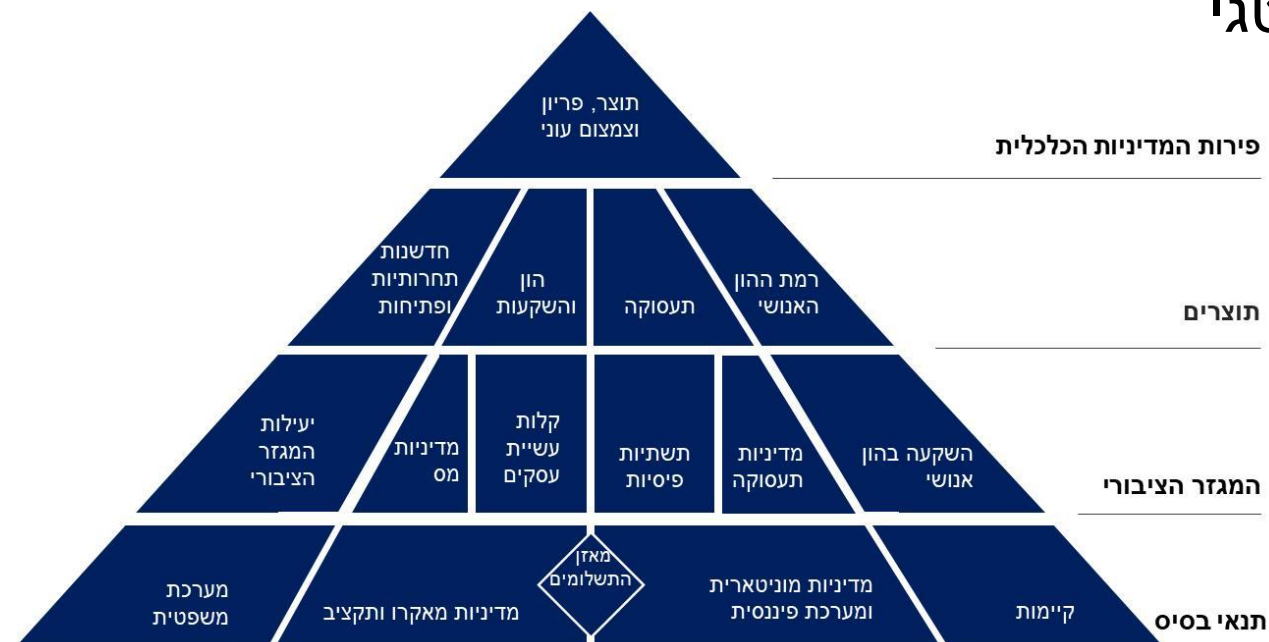 תוצר, פריון
וצמצום עוני
פירות המדיניות הכלכלית
רמת ההון
האנושי
תעסוקה
הון
והשקעות
חדשנות
תחרותיות
ופתיחות
תוצרים
השקעה בהון
אנושי
מדיניות
תעסוקה
תשתיות
פיסיות
קלות
עשיית
עסקים
מדיניות
מס
יעילות
המגזר
הציבורי
המגזר הציבורי
קיימות
מדיניות מוניטארית
ומערכת פיננסית
מאזן
התשלומים
מדיניות מאקרו ותקציב
מערכת
משפטית
תנאי בסיס